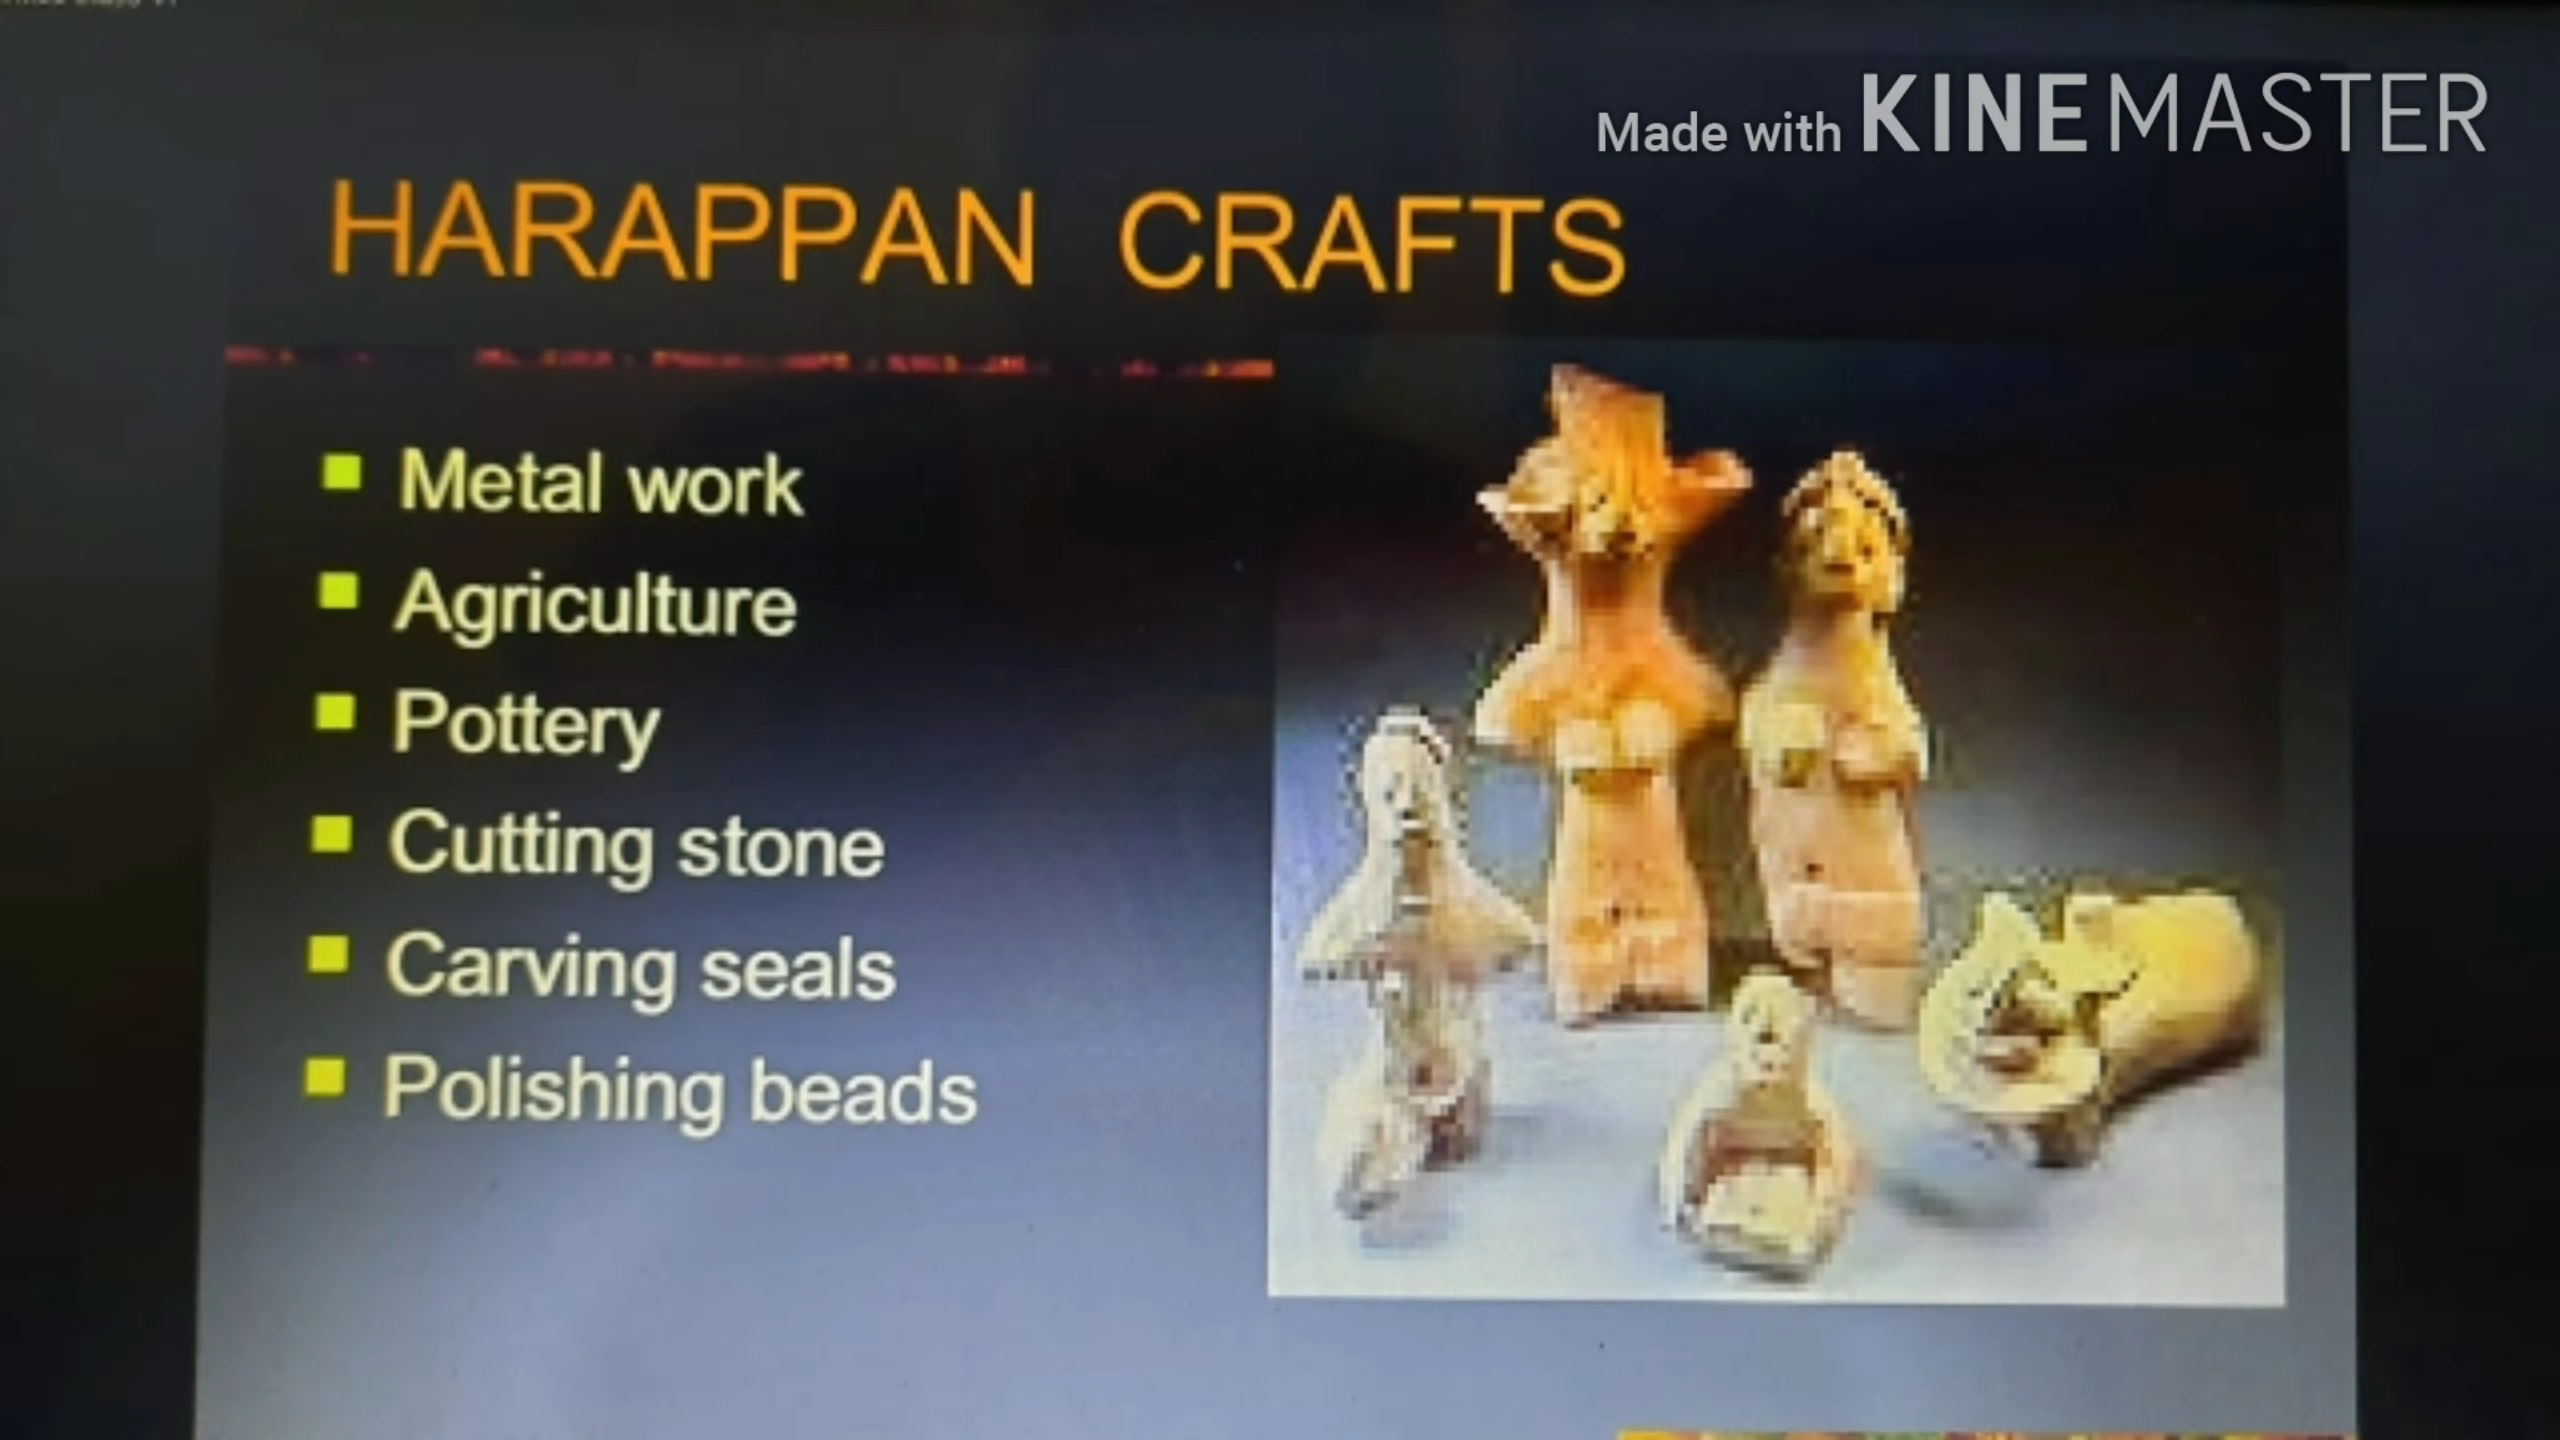 Made with KINEMASTER
HARAPPAN CRAFTS
Metal work
Agriculture
Pottery
Cutting stone
Carving seals
Polishing beads